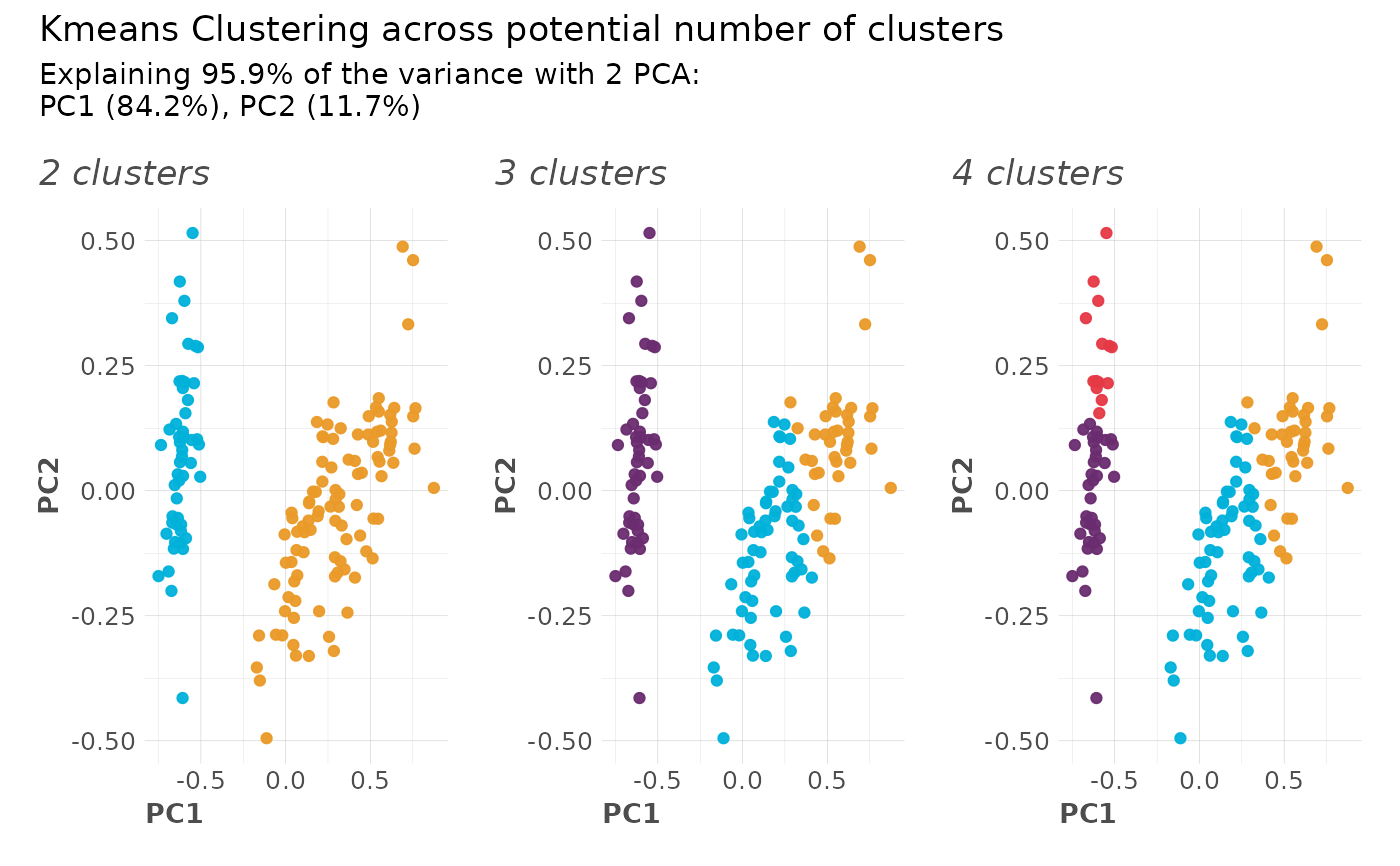 Kmeans Clustering across potential number of clusters
Explaining 95.9% of the variance with 2 PCA:
PC1 (84.2%), PC2 (11.7%)
2 clusters
0.50
0.25
0.00
-0.25
-0.50
PC2
-0.5 0.0 0.5
PC1
3 clusters
0.50
0.25
0.00
-0.25
-0.50
PC2
-0.5 0.0 0.5
PC1
4 clusters
0.50
0.25
0.00
-0.25
-0.50
PC2
-0.5 0.0 0.5
PC1